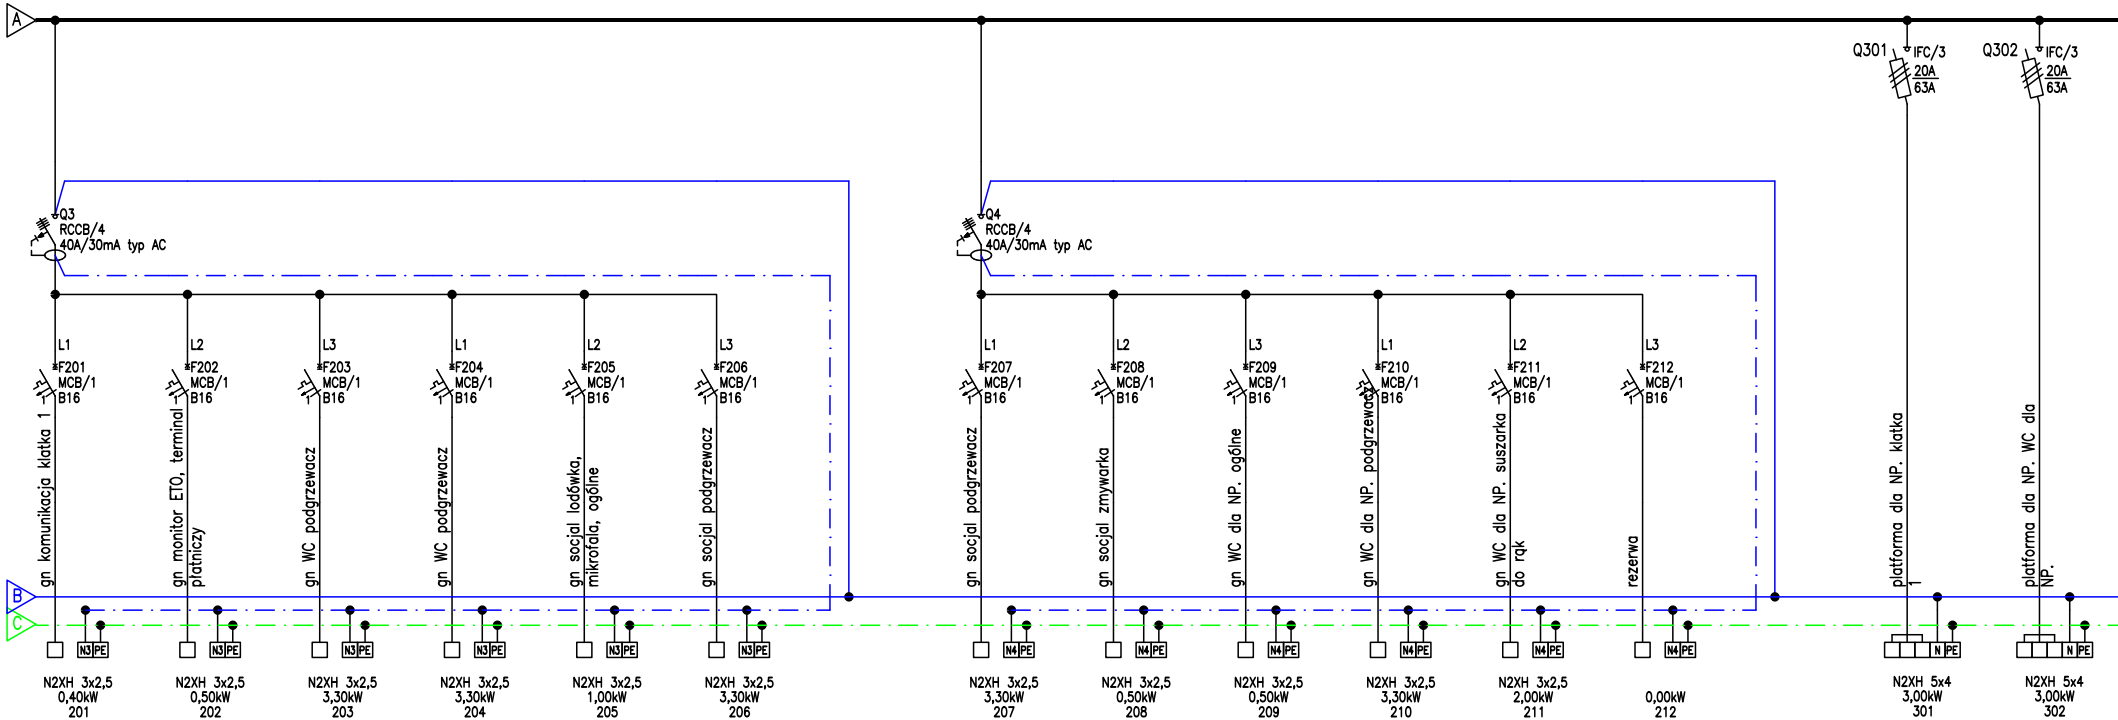 A
Q301
IFC/3
20A
63A
Q302
IFC/3
20A
63A
Q3
RCCB/4
40A/30mA typ AC
Q4
RCCB/4
40A/30mA typ AC
L1
F201
MCB/1
B16
L2
F202
MCB/1
B16
L3
F203
MCB/1
B16
L1
F204
MCB/1
B16
L2
F205
MCB/1
B16
L3
F206
MCB/1
B16
L1
F207
MCB/1
B16
L2
F208
MCB/1
B16
L3
F209
MCB/1
B16
L1
F210
MCB/1
B16
L2
F211
MCB/1
B16
L3
F212
MCB/1
B16
gn komunikacja klatka 1
gn monitor ETO, terminal
płatniczy
gn WC podgrzewacz
gn WC podgrzewacz
gn socjal lodówka,
mikrofala, ogólne
gn socjal podgrzewacz
gn socjal podgrzewacz
gn socjal zmywarka
gn WC dla NP. ogólne
gn WC dla NP. podgrzewacz
gn WC dla NP. suszarka
do rąk
rezerwa
platforma dla NP. klatka
1
platforma dla NP. WC dla
NP.
B
C
N3 PE
N3 PE
N3 PE
N3 PE
N3 PE
N3 PE
N4 PE
N4 PE
N4 PE
N4 PE
N4 PE
N4 PE
N PE
N PE
N2XH 3x2,5
0,40kW
201
N2XH 3x2,5
0,50kW
202
N2XH 3x2,5
3,30kW
203
N2XH 3x2,5
3,30kW
204
N2XH 3x2,5
1,00kW
205
N2XH 3x2,5
3,30kW
206
N2XH 3x2,5
3,30kW
207
N2XH 3x2,5
0,50kW
208
N2XH 3x2,5
0,50kW
209
N2XH 3x2,5
3,30kW
210
N2XH 3x2,5
2,00kW
211
0,00kW
212
N2XH 5x4
3,00kW
301
N2XH 5x4
3,00kW
302